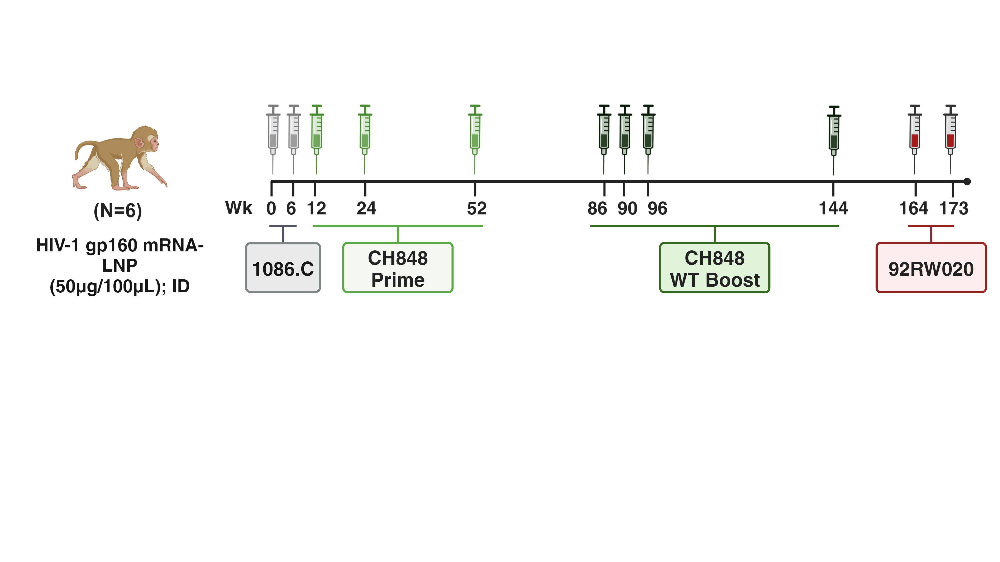 (N=6)
HIV-1 gp160 mRNA-
LNP
(50µg/100µL); ID
Wk 0 6 12 24 52 86 90 96 144 164 173
1086.C
CH848
Prime
CH848
WT Boost
92RW020